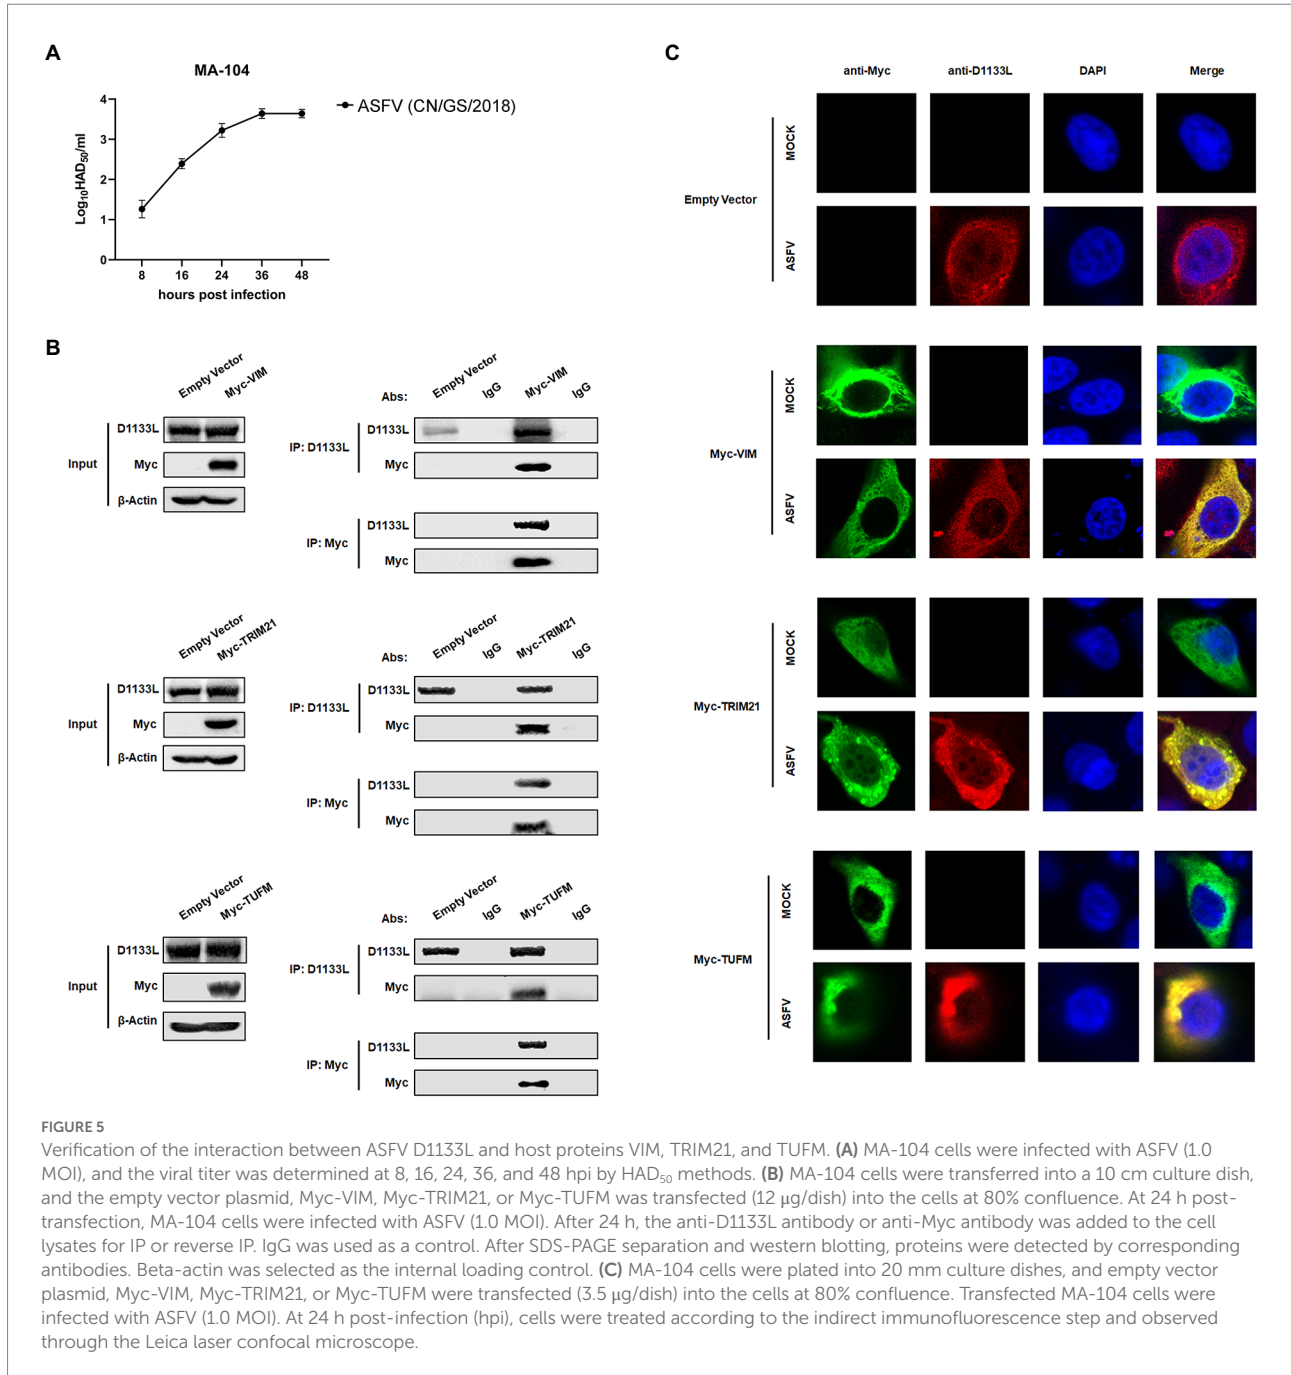 A
MA-104
4
3
2
1
0
Log10HAD50/ml
8 16 24 36 48
hours post infection
ASFV (CN/GS/2018)
B
Empty Vector
Myc-VIM
Input
D1133L
Myc
β-Actin
Abs:
Empty Vector
IgG
Myc-VIM
IgG
IP: D1133L
D1133L
Myc
IP: Myc
D1133L
Myc
Empty Vector
Myc-TRIM21
Input
D1133L
Myc
β-Actin
Abs:
Empty Vector
IgG
Myc-TRIM21
IgG
IP: D1133L
D1133L
Myc
IP: Myc
D1133L
Myc
Empty Vector
Myc-TUFM
Input
D1133L
Myc
β-Actin
Abs:
Empty Vector
IgG
Myc-TUFM
IgG
IP: D1133L
D1133L
Myc
IP: Myc
D1133L
Myc
C
anti-Myc anti-D1133L DAPI Merge
Empty Vector
MOCK
ASFV
Myc-VIM
MOCK
ASFV
Myc-TRIM21
MOCK
ASFV
Myc-TUFM
MOCK
ASFV
FIGURE 5
Verification of the interaction between ASFV D1133L and host proteins VIM, TRIM21, and TUFM. (A) MA-104 cells were infected with ASFV (1.0
MOI), and the viral titer was determined at 8, 16, 24, 36, and 48 hpi by HAD50 methods. (B) MA-104 cells were transferred into a 10 cm culture dish,
and the empty vector plasmid, Myc-VIM, Myc-TRIM21, or Myc-TUFM was transfected (12 μg/dish) into the cells at 80% confluence. At 24 h post-
transfection, MA-104 cells were infected with ASFV (1.0 MOI). After 24 h, the anti-D1133L antibody or anti-Myc antibody was added to the cell
lysates for IP or reverse IP. IgG was used as a control. After SDS-PAGE separation and western blotting, proteins were detected by corresponding
antibodies. Beta-actin was selected as the internal loading control. (C) MA-104 cells were plated into 20 mm culture dishes, and empty vector
plasmid, Myc-VIM, Myc-TRIM21, or Myc-TUFM were transfected (3.5 μg/dish) into the cells at 80% confluence. Transfected MA-104 cells were
infected with ASFV (1.0 MOI). At 24 h post-infection (hpi), cells were treated according to the indirect immunofluorescence step and observed
through the Leica laser confocal microscope.